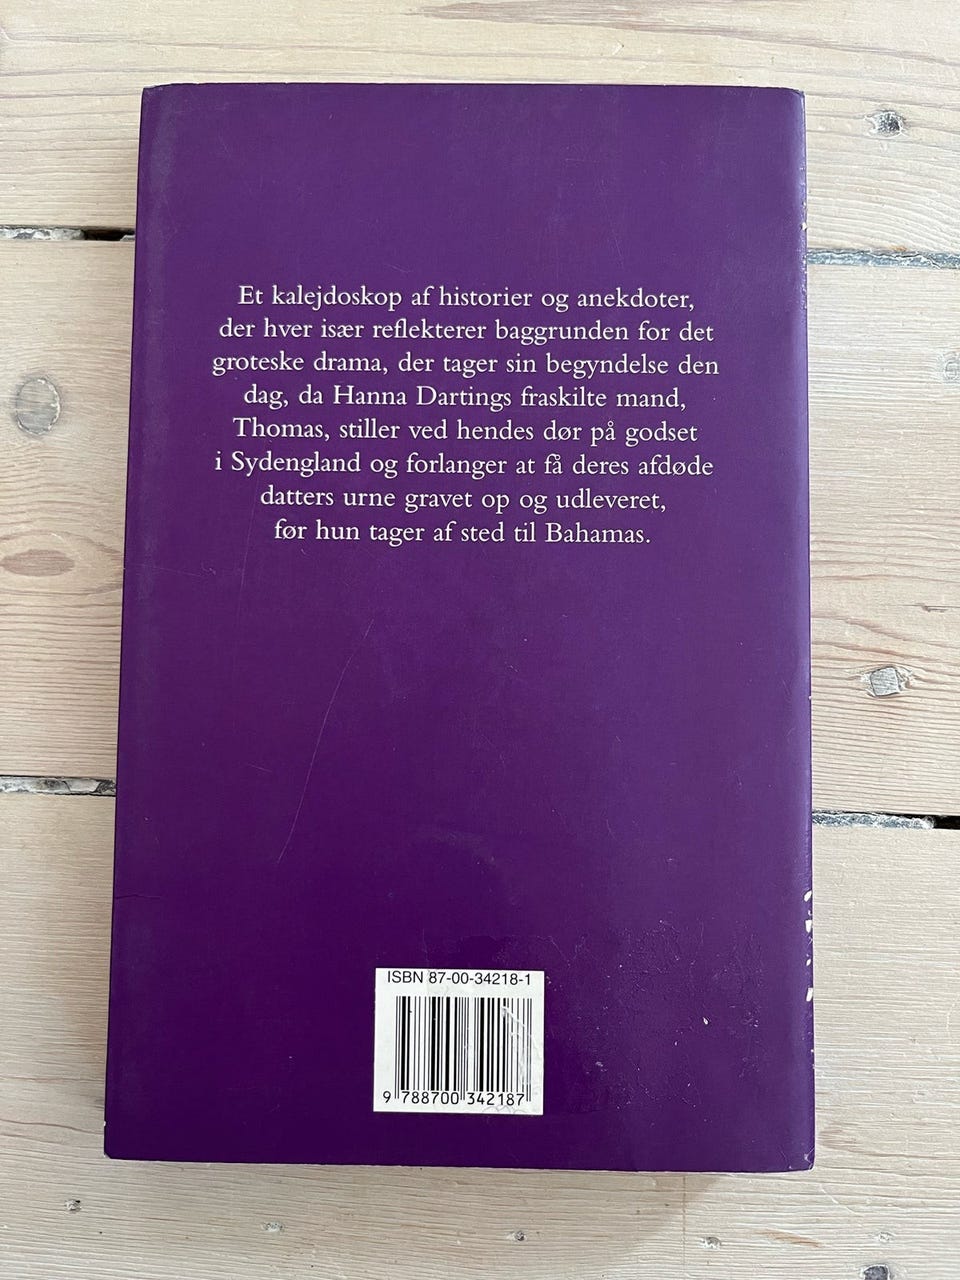 Et kalejdoskop af historier og anekdoter,
der hver især reflekterer baggrunden for det
groteske drama, der tager sin begyndelse den
dag, da Hanna Dartings fraskilte mand,
Thomas, stiller ved hendes dør på godset
i Sydengland og forlanger at få deres afdøde
datters urne gravet op og udleveret,
før hun tager af sted til Bahamas.
ISBN 87-00-34218-1
9 788700 342187